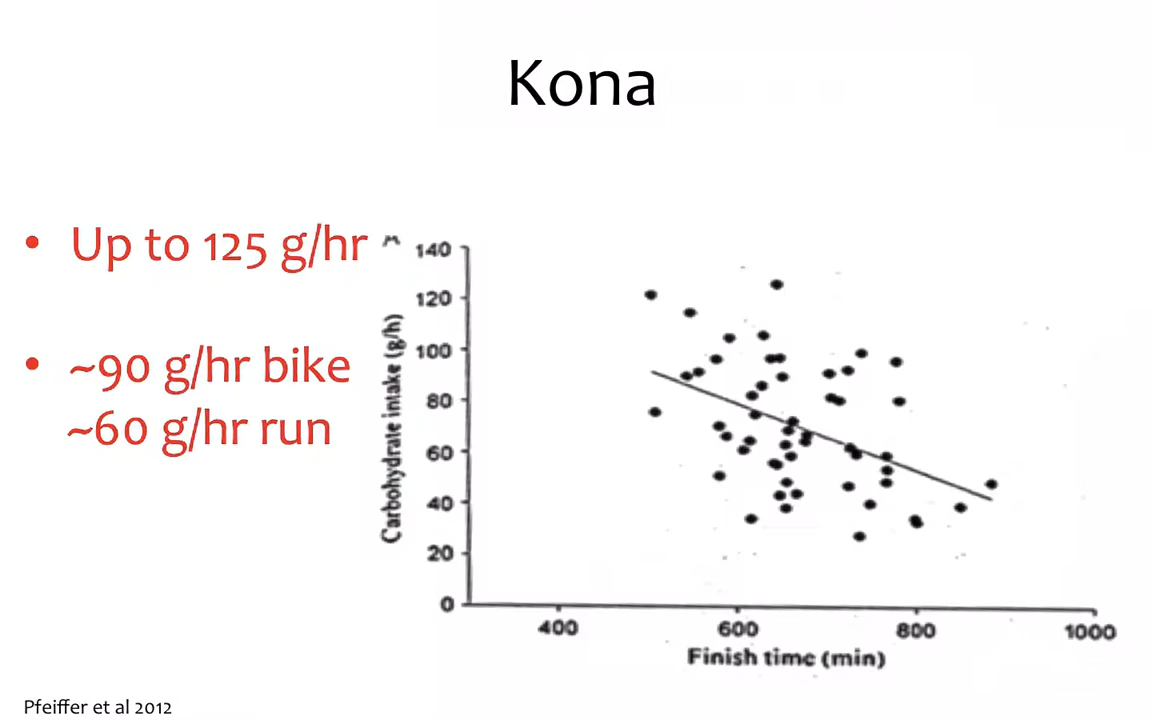 Kona
• Up to 125 g/hr
• ~90 g/hr bike
~60 g/hr run
140
120
100
80
60
40
20
0
Carbohydrate intake (g/h)
400 600 800 1000
Finish time (min)
Pfeiffer et al 2012